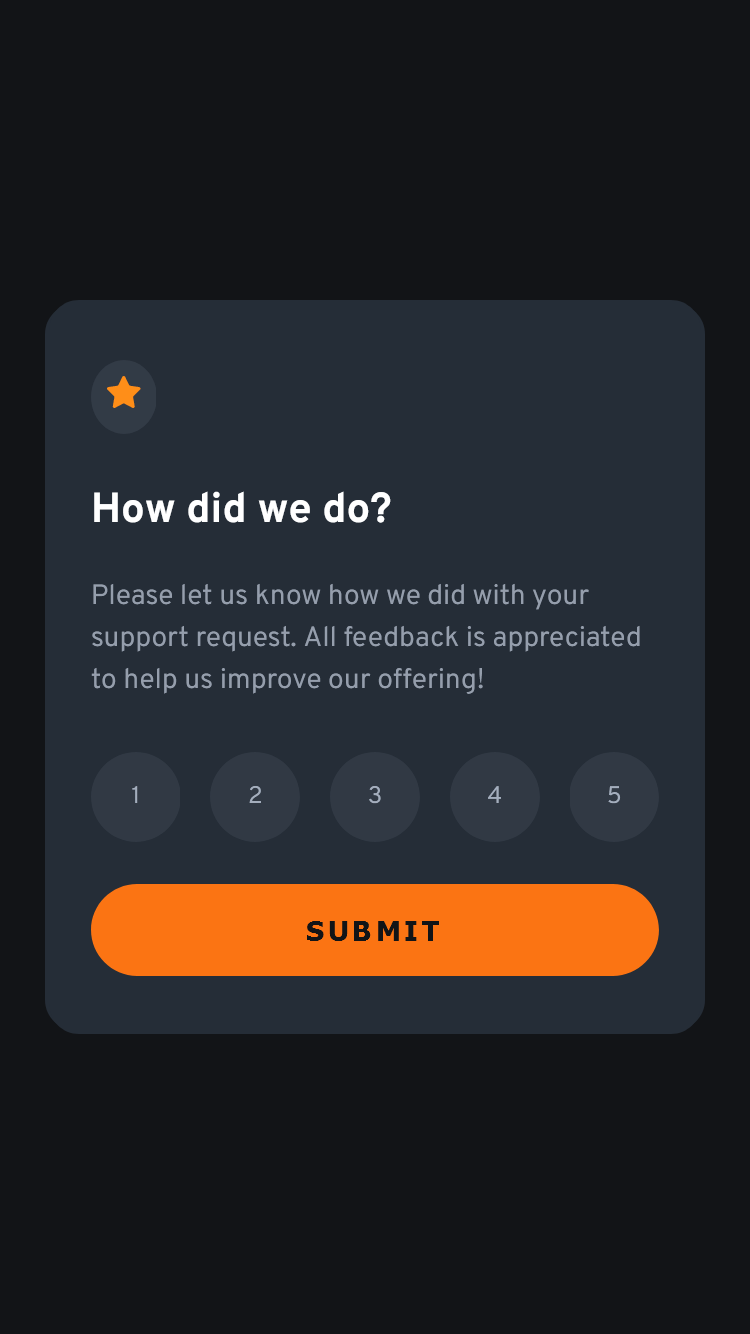 How did we do?
Please let us know how we did with your
support request. All feedback is appreciated
to help us improve our offering!
1 2 3 4 5
SUBMIT